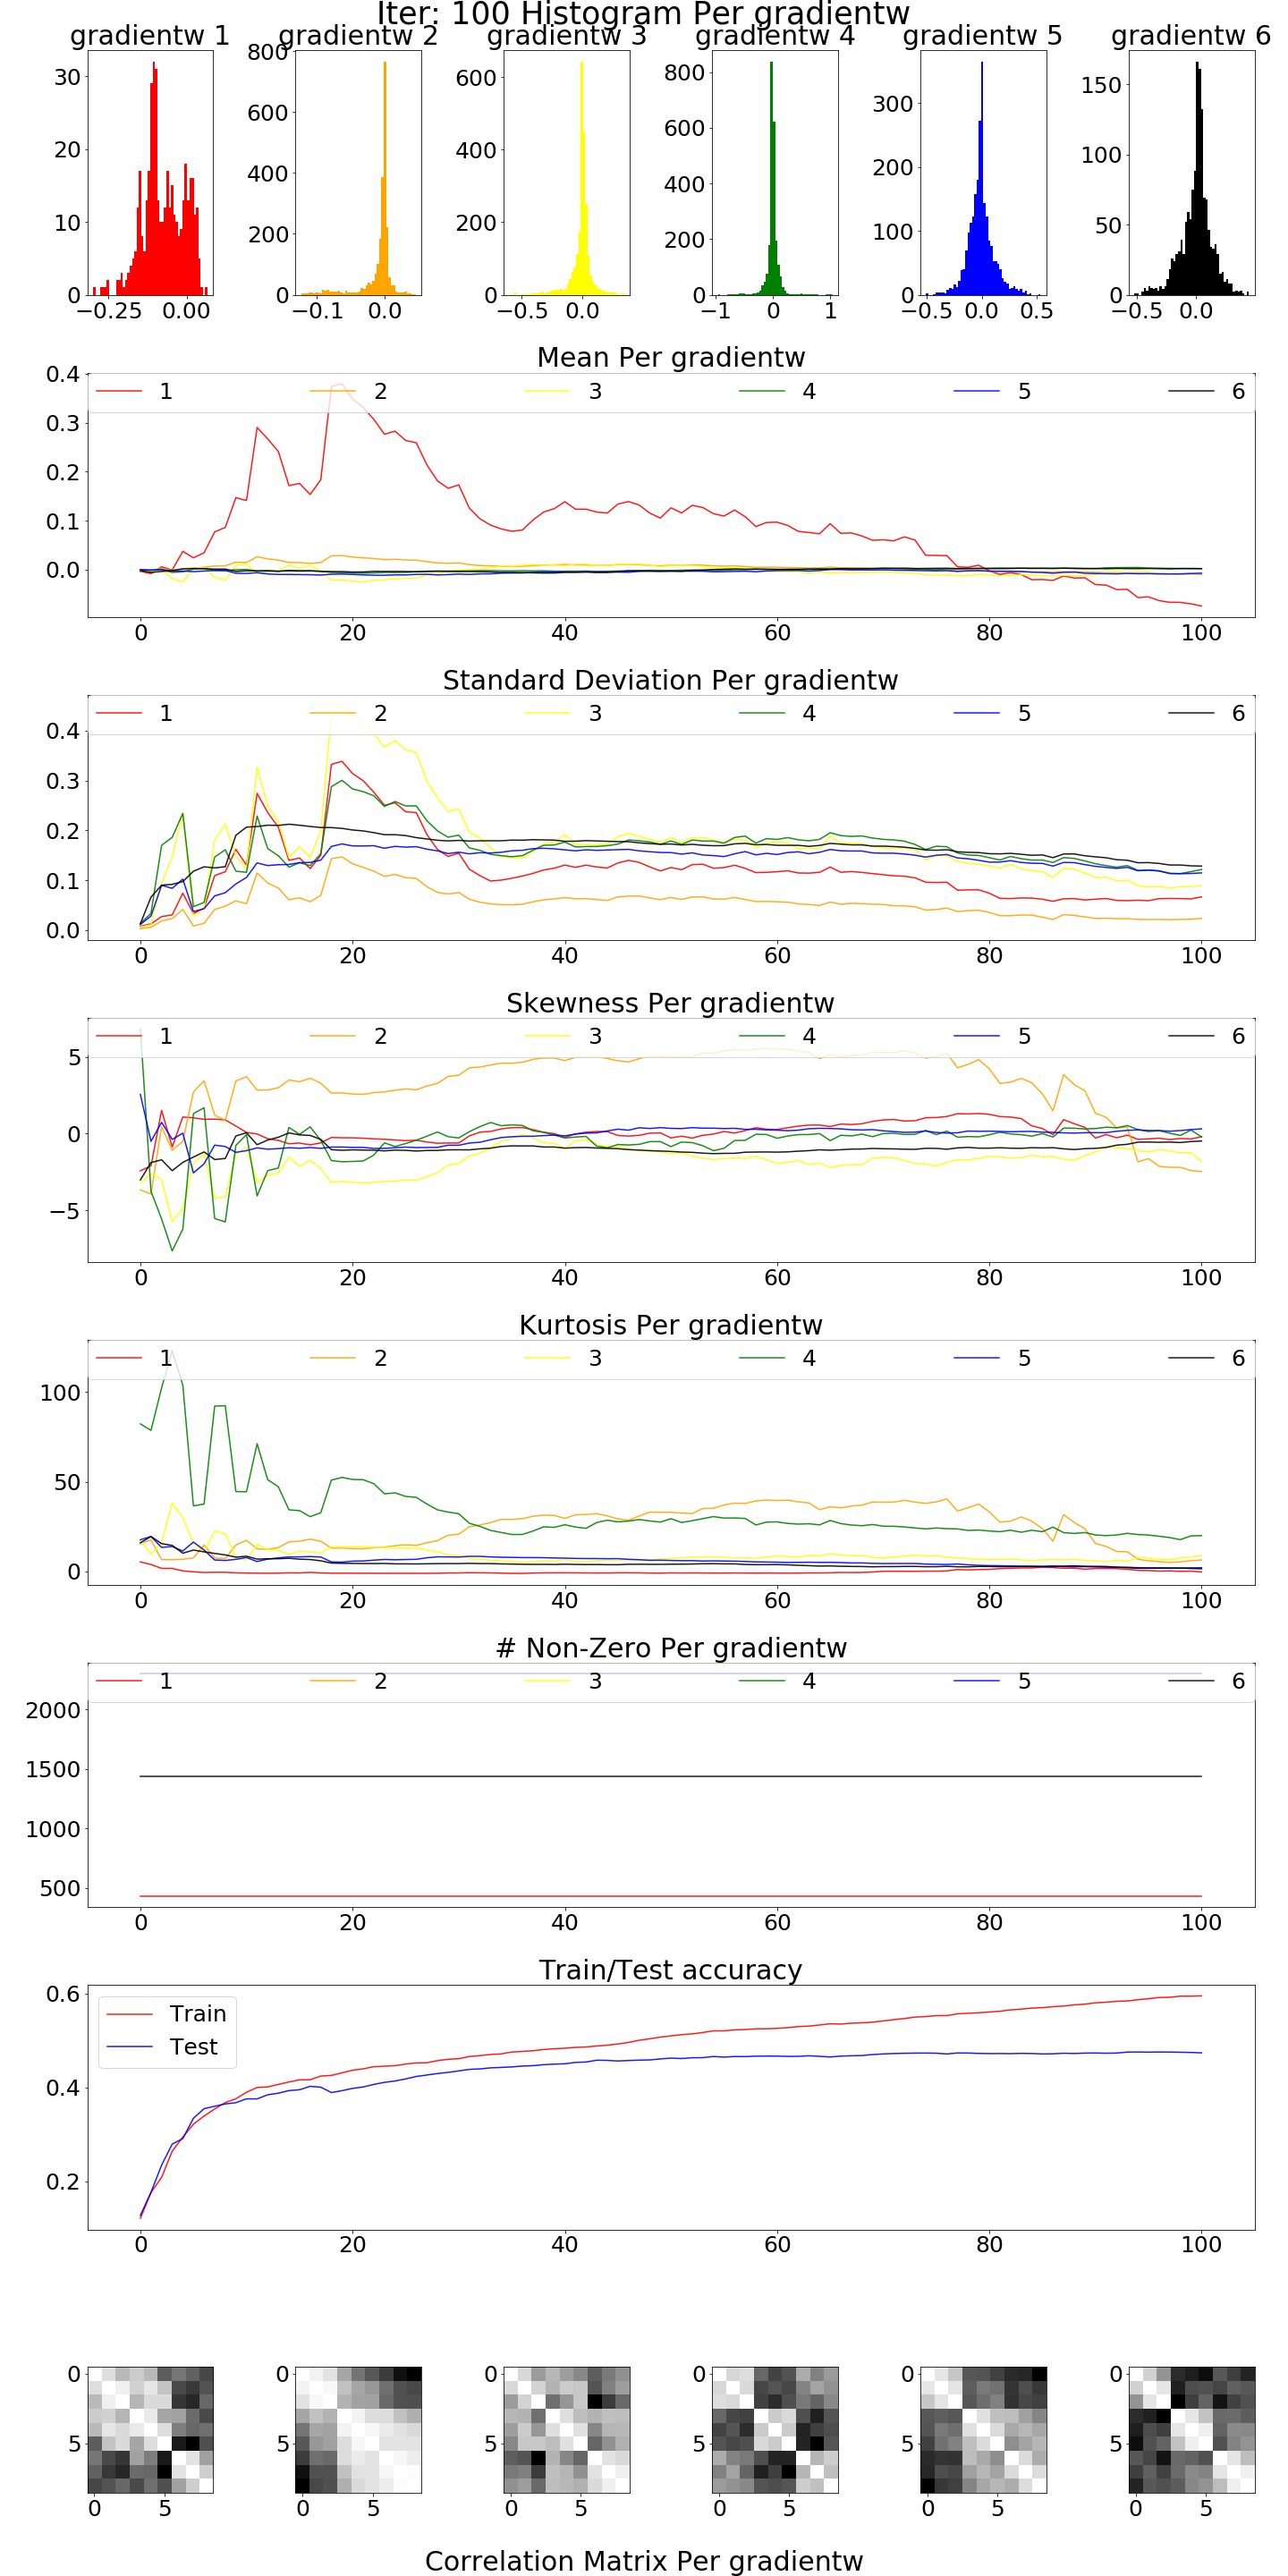 Iter: 100 Histogram Per gradientw
gradientw 1 gradientw 2 gradientw 3 gradientw 4 gradientw 5 gradientw 6
30 20 10 0
−0.25 0.00
800 600 400 200 0
−0.1 0.0
600 400 200 0
−0.5 0.0
800 600 400 200 0
−1 0 1
300 200 100 0
−0.5 0.0 0.5
150 100 50 0
−0.5 0.0
Mean Per gradientw
1 2 3 4 5 6
0.4
0.3
0.2
0.1
0.0
0 20 40 60 80 100
Standard Deviation Per gradientw
1 2 3 4 5 6
0.4
0.3
0.2
0.1
0.0
0 20 40 60 80 100
Skewness Per gradientw
1 2 3 4 5 6
5
0
−5
0 20 40 60 80 100
Kurtosis Per gradientw
1 2 3 4 5 6
100
50
0
0 20 40 60 80 100
# Non-Zero Per gradientw
1 2 3 4 5 6
2000
1500
1000
500
0 20 40 60 80 100
Train/Test accuracy
Train
Test
0.6
0.4
0.2
0 20 40 60 80 100
0 0 0 0 0 0
5 5 5 5 5 5
0 5 0 5 0 5 0 5 0 5 0 5
Correlation Matrix Per gradientw